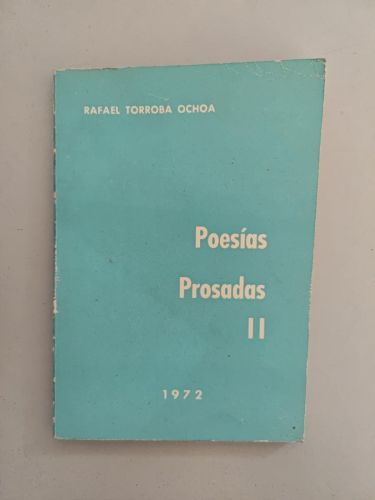 RAFAEL TORROBA OCHOA
Poesías
Prosadas
II
1972